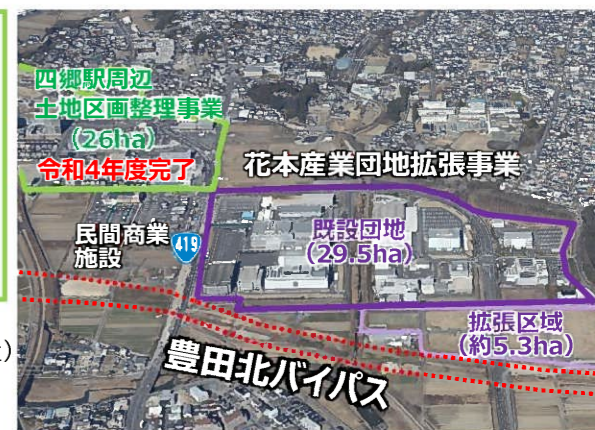 四郷駅周辺
土地区画整理事業
(26ha)
令和4年度完了
花本産業団地拡張事業
民間商業
施設
419
既設団地
(29.5ha)
拡張区域
(約5.3ha)
豊田北バイパス
)